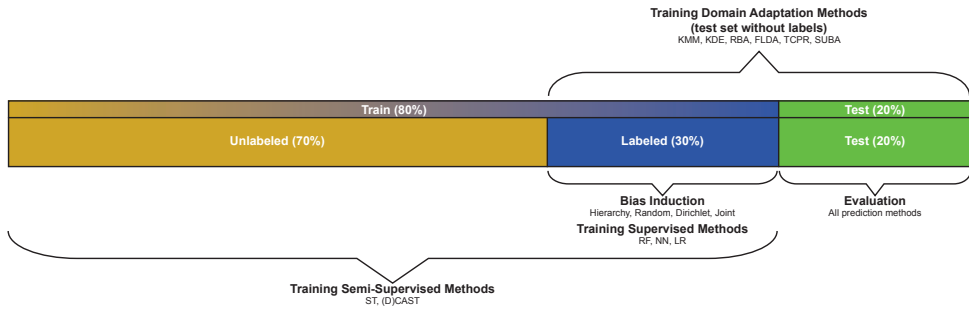 Training Domain Adaptation Methods
(test set without labels)
KMM, KDE, RBA, FLDA, TCPR, SUBA
Train (80%)
Test (20%)
Unlabeled (70%)
Labeled (30%)
Test (20%)
Bias Induction
Hierarchy, Random, Dirichlet, Joint
Training Supervised Methods
RF, NN, LR
Evaluation
All prediction methods
Training Semi-Supervised Methods
ST, (D)CAST